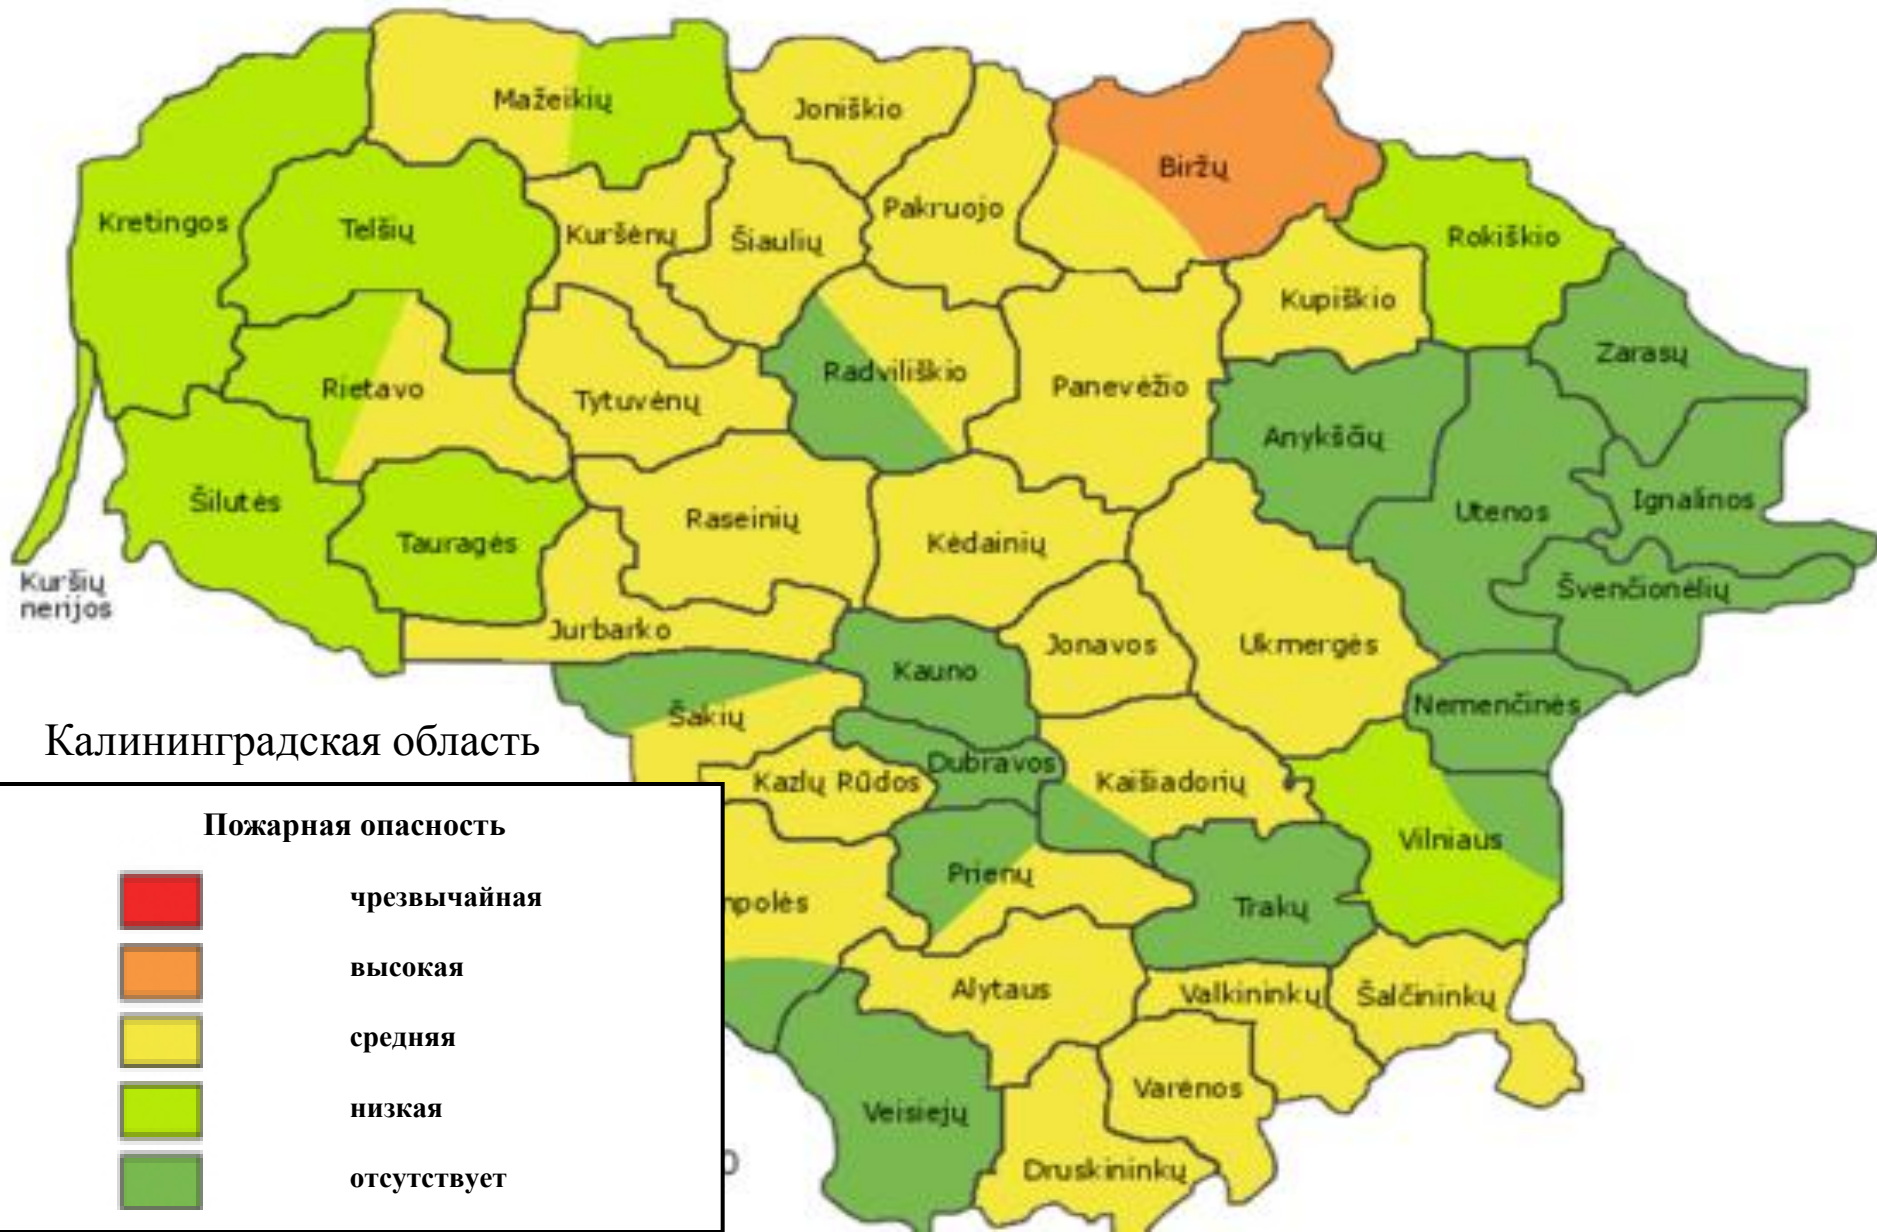 Mažeikių
Joniškio
Biržų
Kretingos
Telšių
Kuršėnų
Šiaulių
Pakruojo
Rokiškio
Kupiškio
Zarasų
Rietavo
Tytuvėnų
Radviliškio
Panevėžio
Anykščių
Šilutės
Tauragės
Raseinių
Kėdainių
Utenos
Ignalinos
Kuršių
nerijos
Švenčionėlių
Jurbarko
Kauno
Jonavos
Ukmergės
Šakių
Nemenčinės
Калининградская область
Kazlų Rūdos
Dubravos
Kaišiadorių
Vilniaus
Prienų
Trakų
mpolės
Alytaus
Valkininkų
Šalčininkų
Varėnos
Veisiejų
Druskininkų
Пожарная опасность
чрезвычайная
высокая
средняя
низкая
отсутствует